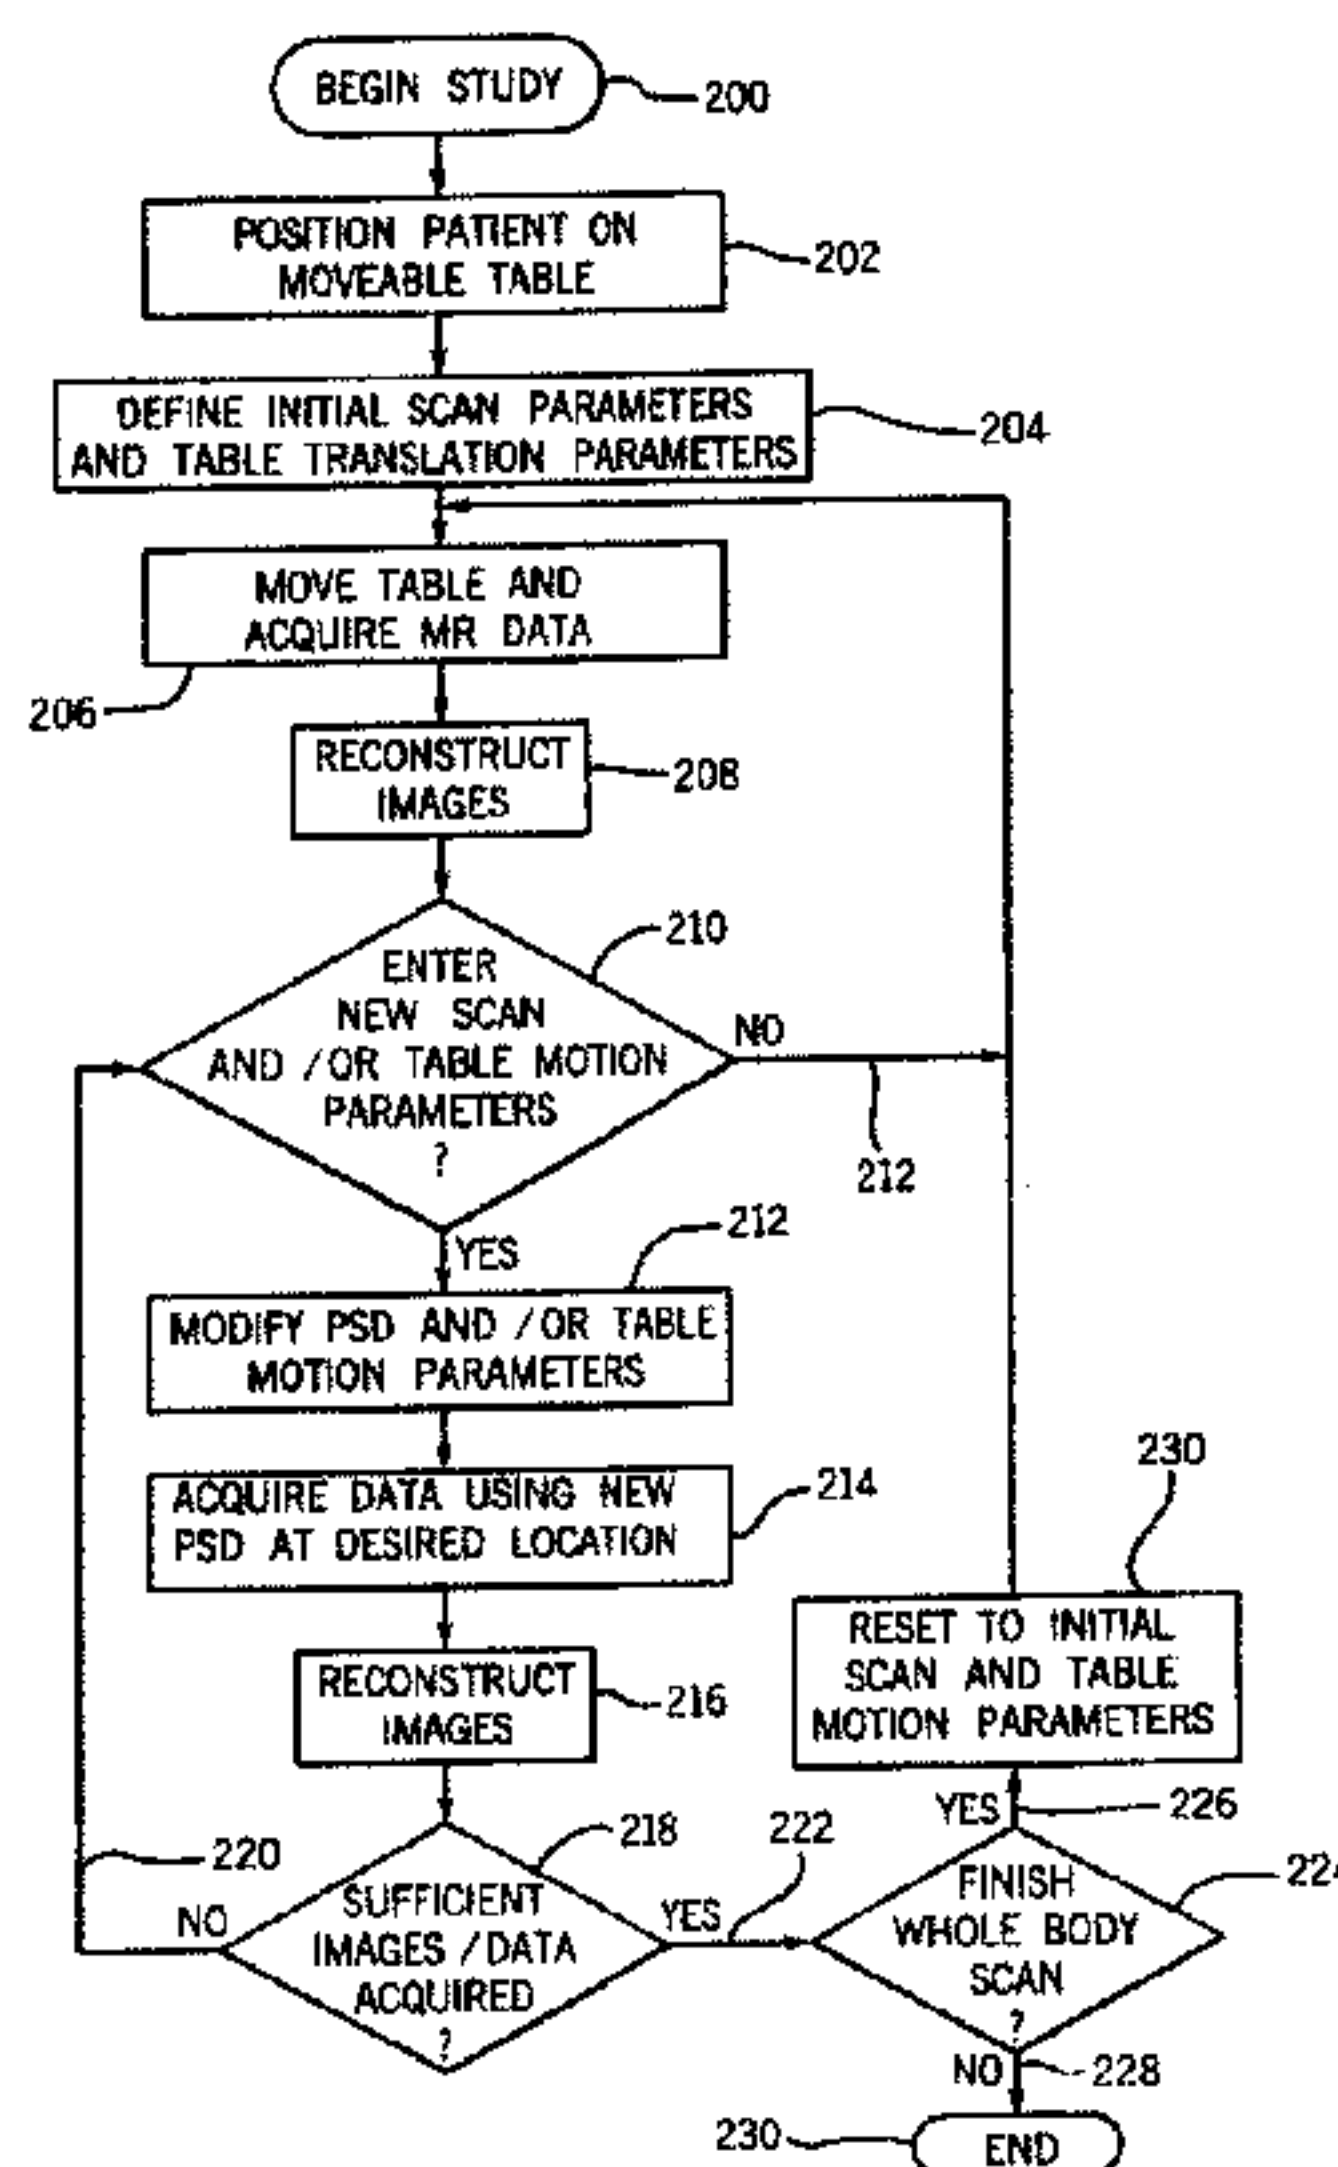 BEGIN STUDY
200
POSITION PATIENT ON
MOVEABLE TABLE
202
DEFINE INITIAL SCAN PARAMETERS
AND TABLE TRANSLATION PARAMETERS
204
MOVE TABLE AND
ACQUIRE MR DATA
206
RECONSTRUCT
IMAGES
208
210
ENTER
NEW SCAN
AND /OR TABLE MOTION
PARAMETERS
?
NO
212
YES
212
MODIFY PSD AND /OR TABLE
MOTION PARAMETERS
ACQUIRE DATA USING NEW
PSD AT DESIRED LOCATION
214
230
RESET TO INITIAL
SCAN AND TABLE
MOTION PARAMETERS
RECONSTRUCT
IMAGES
216
YES
226
218
222
220
NO
SUFFICIENT
IMAGES /DATA
ACQUIRED
?
YES
FINISH
WHOLE BODY
SCAN
?
NO
228
230
END